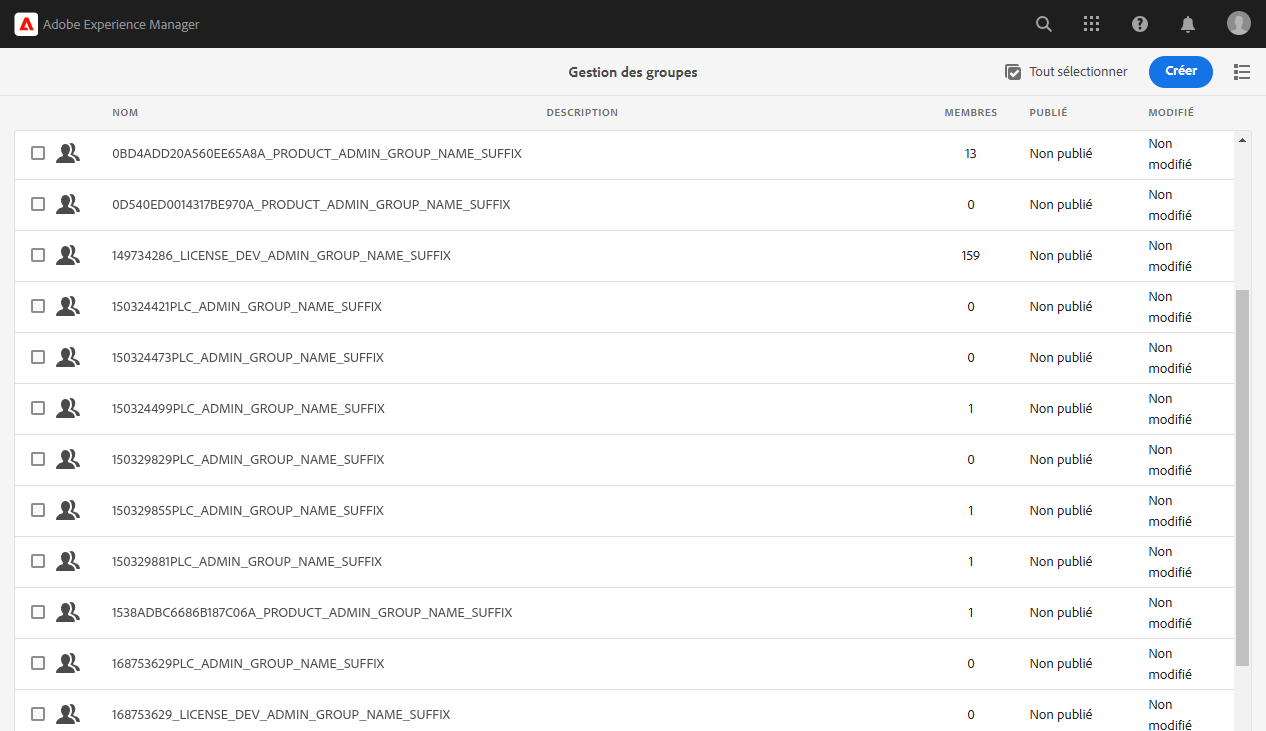 Adobe Experience Manager
Gestion des groupes
Tout sélectionner
Créer
NOM DESCRIPTION MEMBRES PUBLIÉ MODIFIÉ
0BD4ADD20A560EE65A8A_PRODUCT_ADMIN_GROUP_NAME_SUFFIX 13 Non publié Non
modifié
0D540ED0014317BE970A_PRODUCT_ADMIN_GROUP_NAME_SUFFIX 0 Non publié Non
modifié
149734286_LICENSE_DEV_ADMIN_GROUP_NAME_SUFFIX 159 Non publié Non
modifié
150324421PLC_ADMIN_GROUP_NAME_SUFFIX 0 Non publié Non
modifié
150324473PLC_ADMIN_GROUP_NAME_SUFFIX 0 Non publié Non
modifié
150324499PLC_ADMIN_GROUP_NAME_SUFFIX 1 Non publié Non
modifié
150329829PLC_ADMIN_GROUP_NAME_SUFFIX 0 Non publié Non
modifié
150329855PLC_ADMIN_GROUP_NAME_SUFFIX 1 Non publié Non
modifié
150329881PLC_ADMIN_GROUP_NAME_SUFFIX 1 Non publié Non
modifié
1538ADBC6686B187C06A_PRODUCT_ADMIN_GROUP_NAME_SUFFIX 1 Non publié Non
modifié
168753629PLC_ADMIN_GROUP_NAME_SUFFIX 0 Non publié Non
modifié
168753629_LICENSE_DEV_ADMIN_GROUP_NAME_SUFFIX 0 Non publié Non
modifié